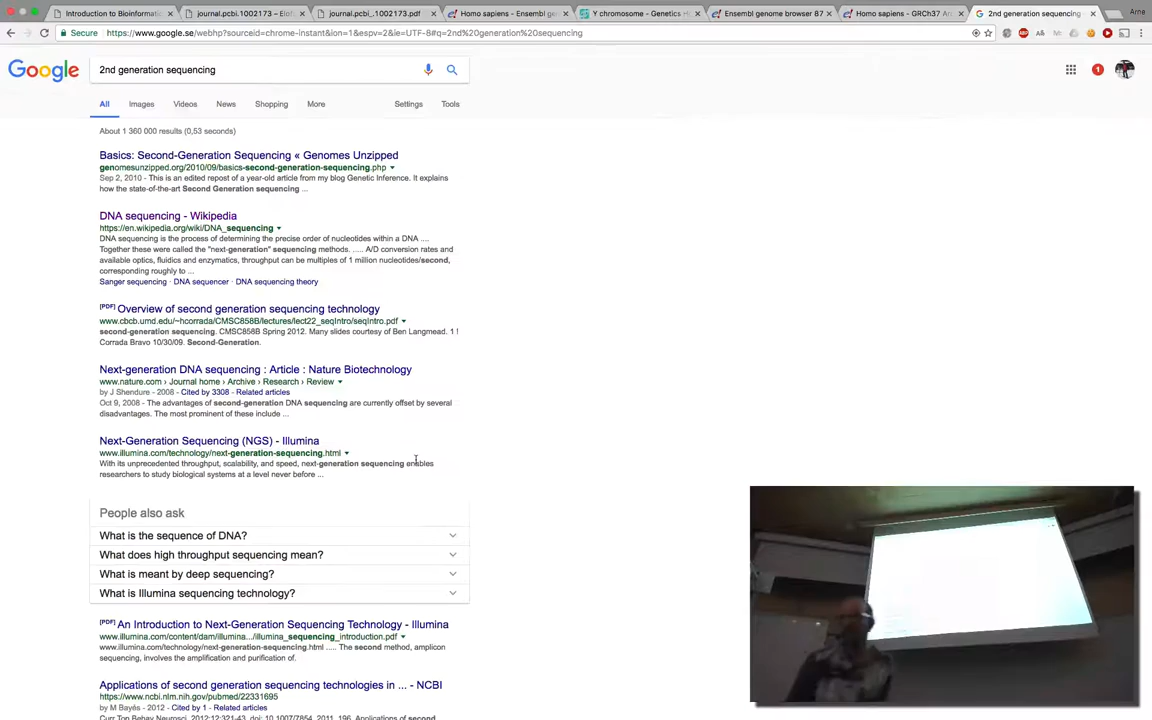 Introduction to Bioinformatic
journal.pcbi.1002173 – Elof
journal.pcbi_.1002173.pdf
Homo sapiens - Ensembl ge
Y chromosome - Genetics Ho
Ensembl genome browser 87
Homo sapiens - GRCh37 Ar
2nd generation sequencing
Arne
Secure
https://www.google.se/webhp?sourceid=chrome-instant&ion=1&espv=2&ie=UTF-8#q=2nd%20generation%20sequencing
Google
2nd generation sequencing
1
All Images Videos News Shopping More Settings Tools
About 1 360 000 results (0,53 seconds)
Basics: Second-Generation Sequencing « Genomes Unzipped
genomesunzipped.org/2010/09/basics-second-generation-sequencing.php
Sep 2, 2010 - This is an edited repost of a year-old article from my blog Genetic Inference. It explains
how the state-of-the-art Second Generation sequencing ...
DNA sequencing - Wikipedia
https://en.wikipedia.org/wiki/DNA_sequencing
DNA sequencing is the process of determining the precise order of nucleotides within a DNA ....
Together these were called the "next-generation" sequencing methods. ..... A/D conversion rates and
available optics, fluidics and enzymatics, throughput can be multiples of 1 million nucleotides/second,
corresponding roughly to ...
Sanger sequencing · DNA sequencer · DNA sequencing theory
[PDF] Overview of second generation sequencing technology
www.cbcb.umd.edu/~hcorrada/CMSC858B/lectures/lect22_seqIntro/seqIntro.pdf
second-generation sequencing. CMSC858B Spring 2012. Many slides courtesy of Ben Langmead. 1 !
Corrada Bravo 10/30/09. Second-Generation.
Next-generation DNA sequencing : Article : Nature Biotechnology
www.nature.com › Journal home › Archive › Research › Review
by J Shendure - 2008 - Cited by 3308 - Related articles
Oct 9, 2008 - The advantages of second-generation DNA sequencing are currently offset by several
disadvantages. The most prominent of these include ...
Next-Generation Sequencing (NGS) - Illumina
www.illumina.com/technology/next-generation-sequencing.html
With its unprecedented throughput, scalability, and speed, next-generation sequencing enables
researchers to study biological systems at a level never before ...
People also ask
What is the sequence of DNA?
What does high throughput sequencing mean?
What is meant by deep sequencing?
What is Illumina sequencing technology?
[PDF] An Introduction to Next-Generation Sequencing Technology - Illumina
www.illumina.com/content/dam/illumina.../illumina_sequencing_introduction.pdf
www.illumina.com/technology/next-generation-sequencing.html ..... The second method, amplicon
sequencing, involves the amplification and purification of.
Applications of second generation sequencing technologies in ... - NCBI
https://www.ncbi.nlm.nih.gov/pubmed/22331695
by M Bayés - 2012 - Cited by 1 - Related articles
Curr Top Behav Neurosci. 2012;12:321-43. doi: 10.1007/7854_2011_196. Applications of second